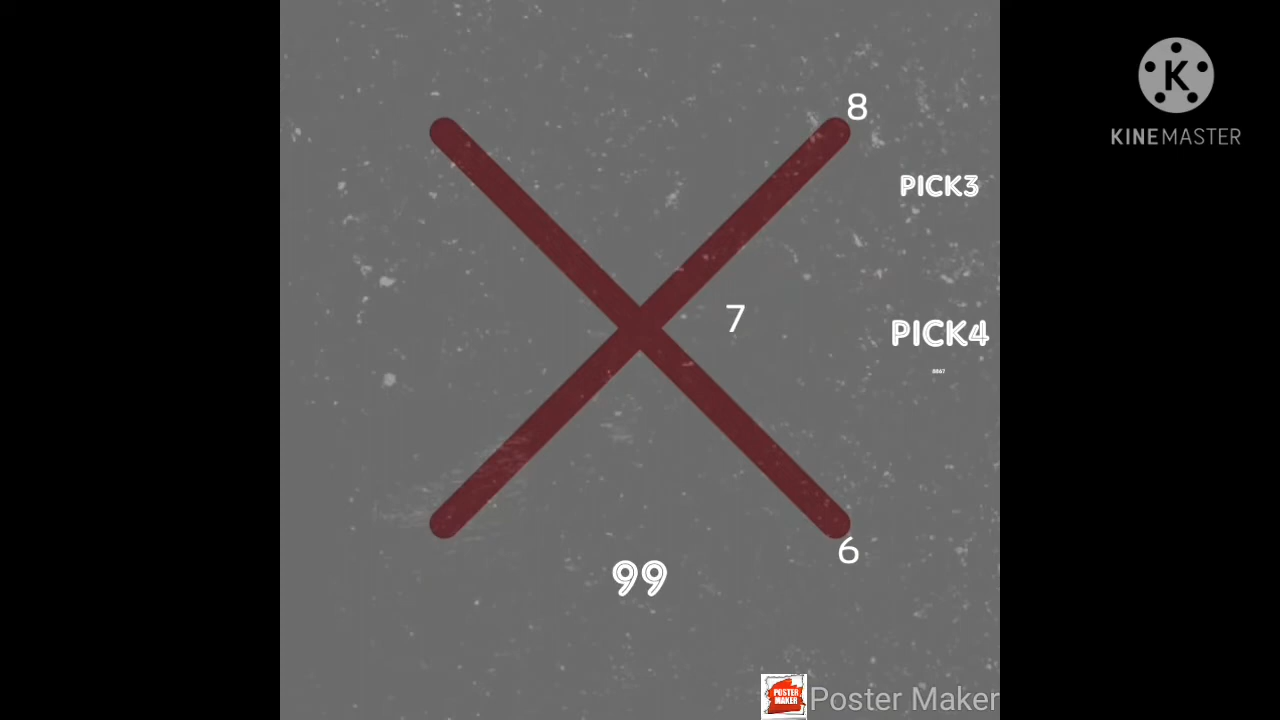 8
KINEMASTER
PICK3
7
PICK4
6
99
POSTER
MAKER
Poster Maker